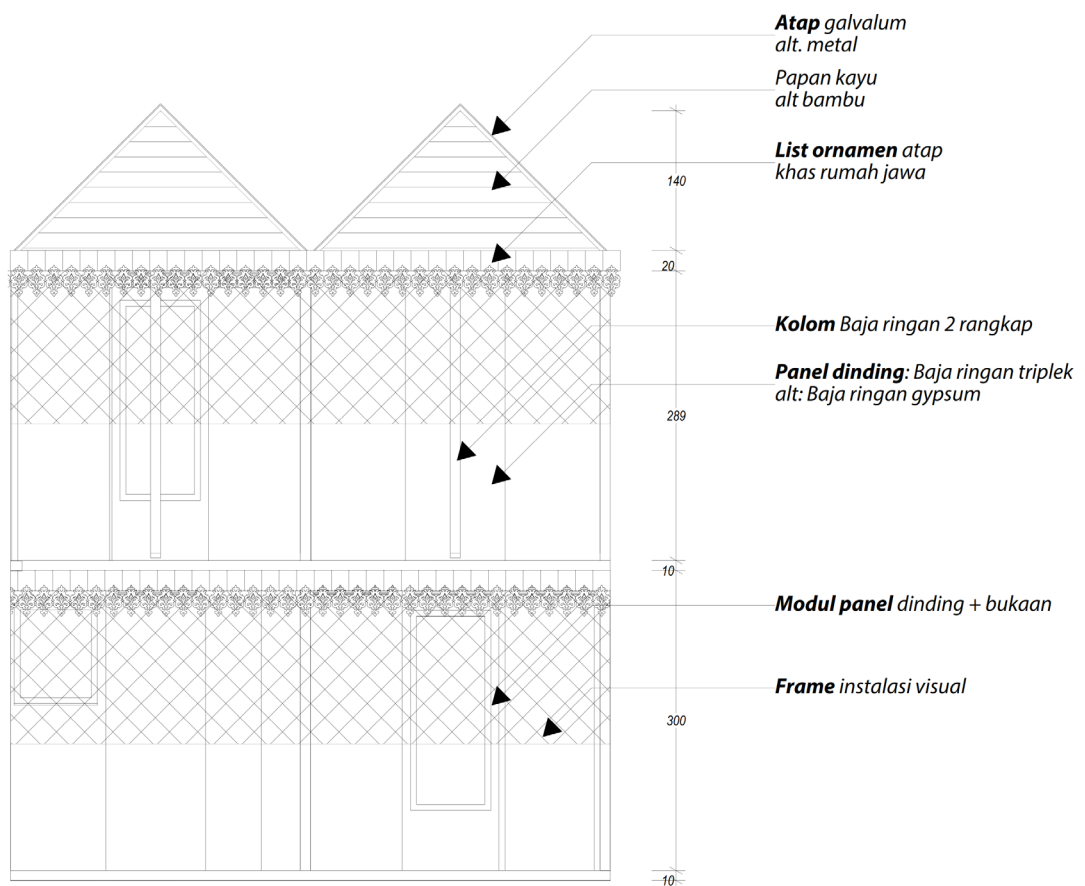 Atap galvalum
alt. metal
Papan kayu
alt bambu
List ornamen atap
khas rumah jawa
140
20
Kolom Baja ringan 2 rangkap
Panel dinding: Baja ringan triplek
alt: Baja ringan gypsum
289
10
Modul panel dinding + bukaan
Frame instalasi visual
300
10